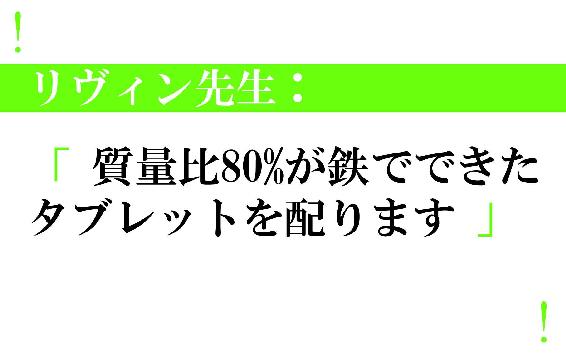 !
リヴィン先生：
「 質量比80%が鉄でできた
タブレットを配ります 」
!